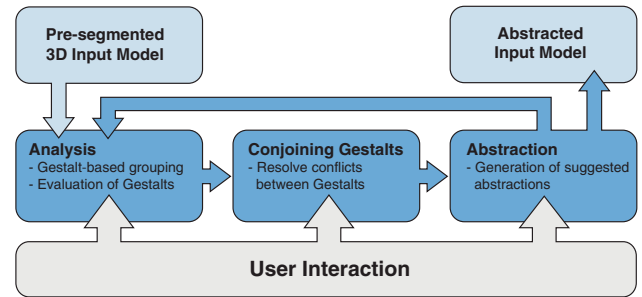 Pre-segmented
3D Input Model
Abstracted
Input Model
Analysis
- Gestalt-based grouping
- Evaluation of Gestalts
Conjoining Gestalts
- Resolve conflicts
between Gestalts
Abstraction
- Generation of suggested
abstractions
User Interaction